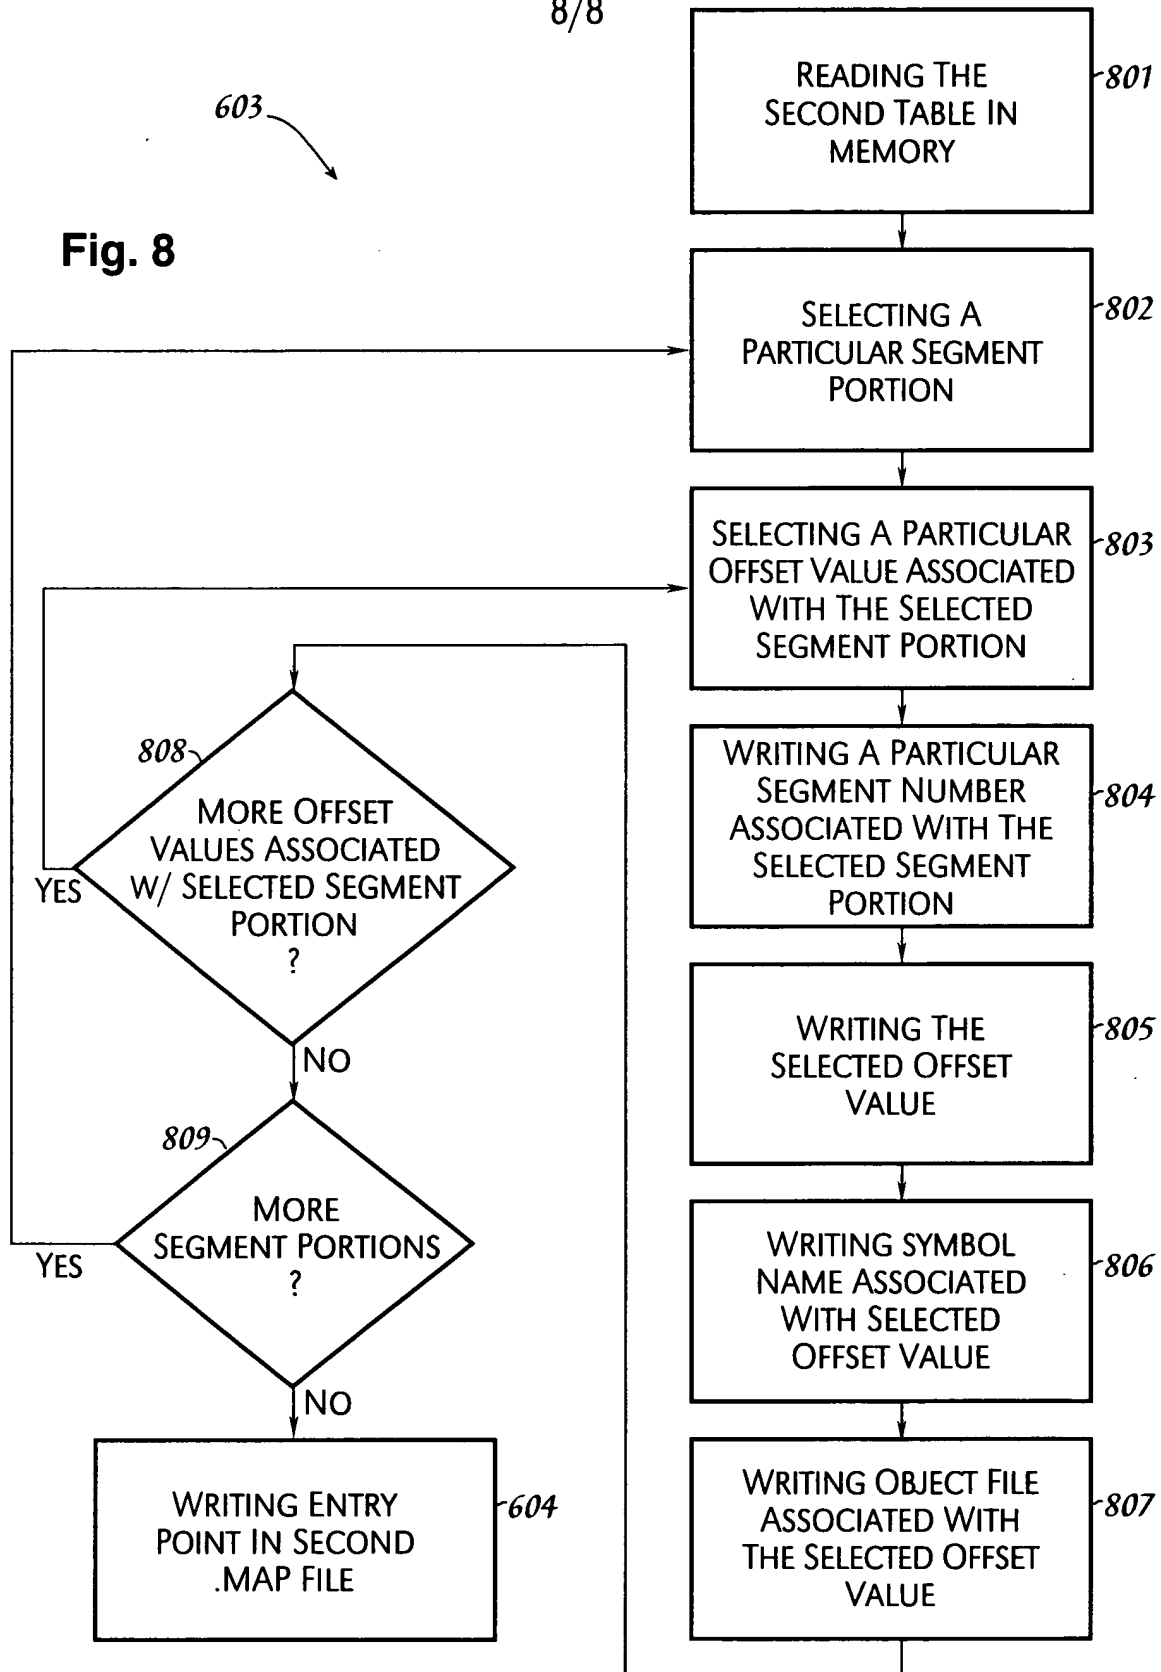 8/8
603
Fig. 8
READING THE
SECOND TABLE IN
MEMORY
801
SELECTING A
PARTICULAR SEGMENT
PORTION
802
SELECTING A PARTICULAR
OFFSET VALUE ASSOCIATED
WITH THE SELECTED
SEGMENT PORTION
803
WRITING A PARTICULAR
SEGMENT NUMBER
ASSOCIATED WITH THE
SELECTED SEGMENT
PORTION
804
WRITING THE
SELECTED OFFSET
VALUE
805
WRITING SYMBOL
NAME ASSOCIATED
WITH SELECTED
OFFSET VALUE
806
WRITING OBJECT FILE
ASSOCIATED WITH
THE SELECTED OFFSET
VALUE
807
808
MORE OFFSET
VALUES ASSOCIATED
W/ SELECTED SEGMENT
PORTION
?
YES
NO
809
MORE
SEGMENT PORTIONS
?
YES
NO
WRITING ENTRY
POINT IN SECOND
.MAP FILE
604